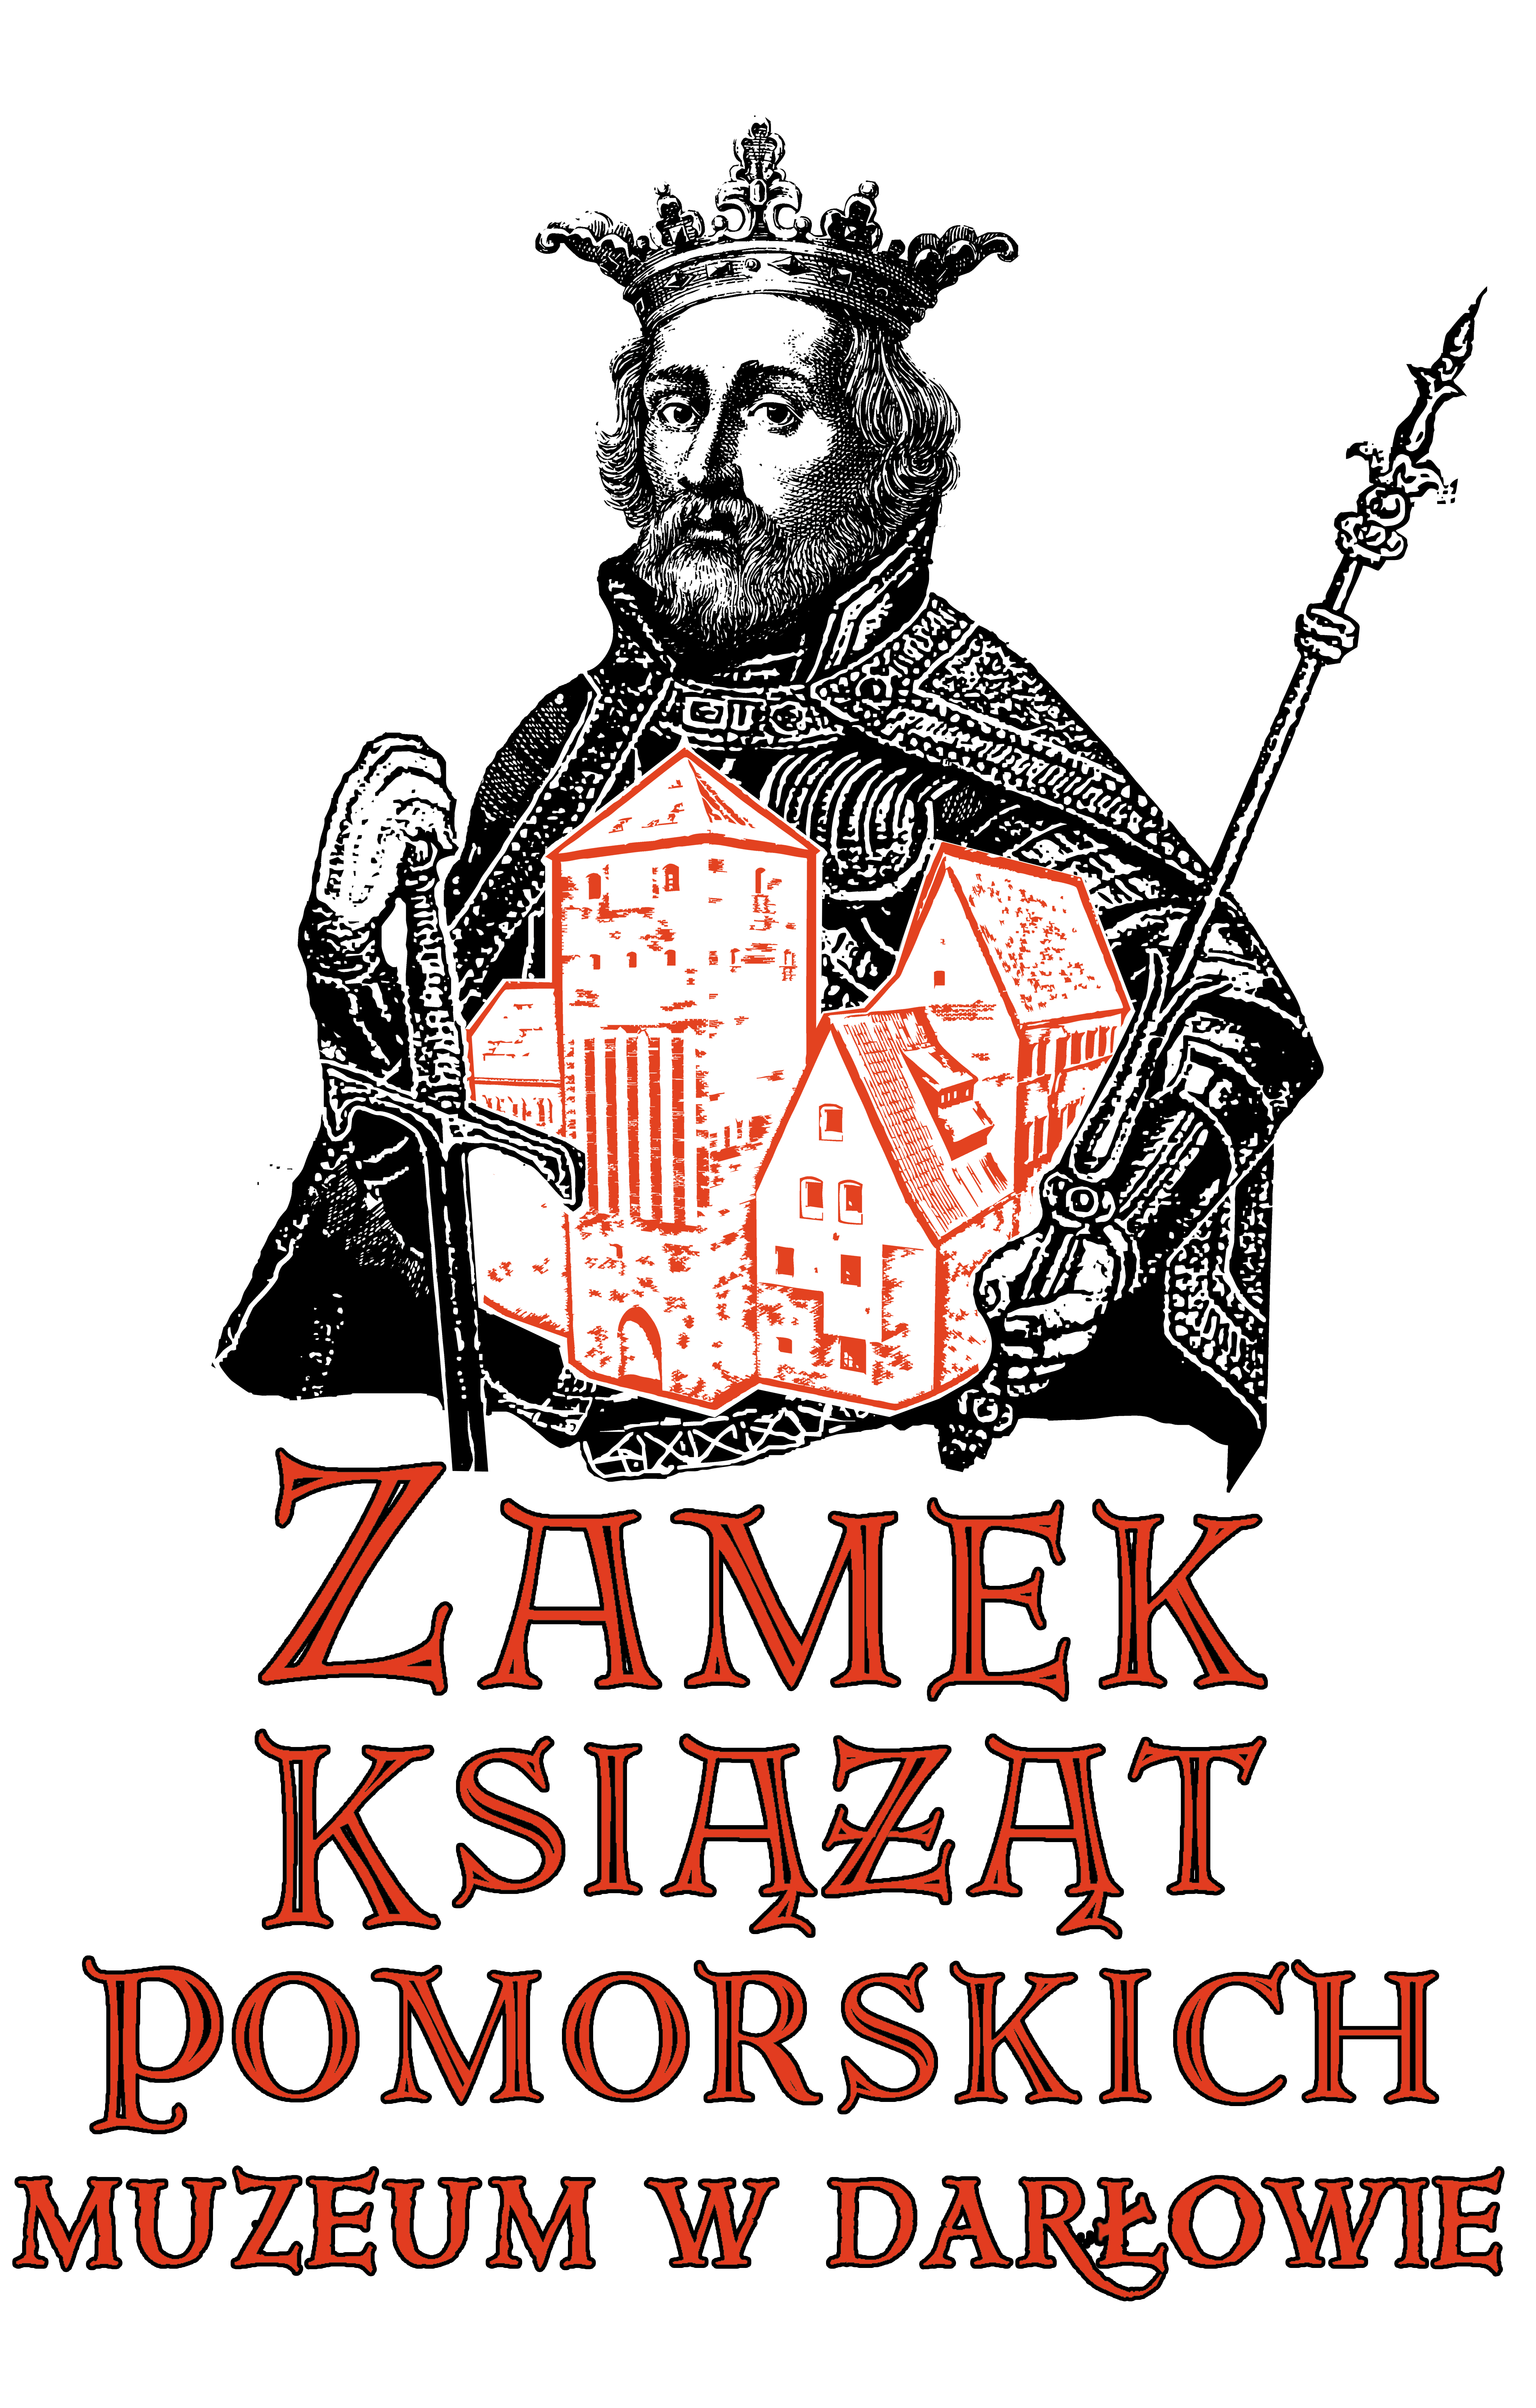 ZAMEK
KSIĄŻĄT
POMORSKICH
MUZEUM W DARŁOWIE